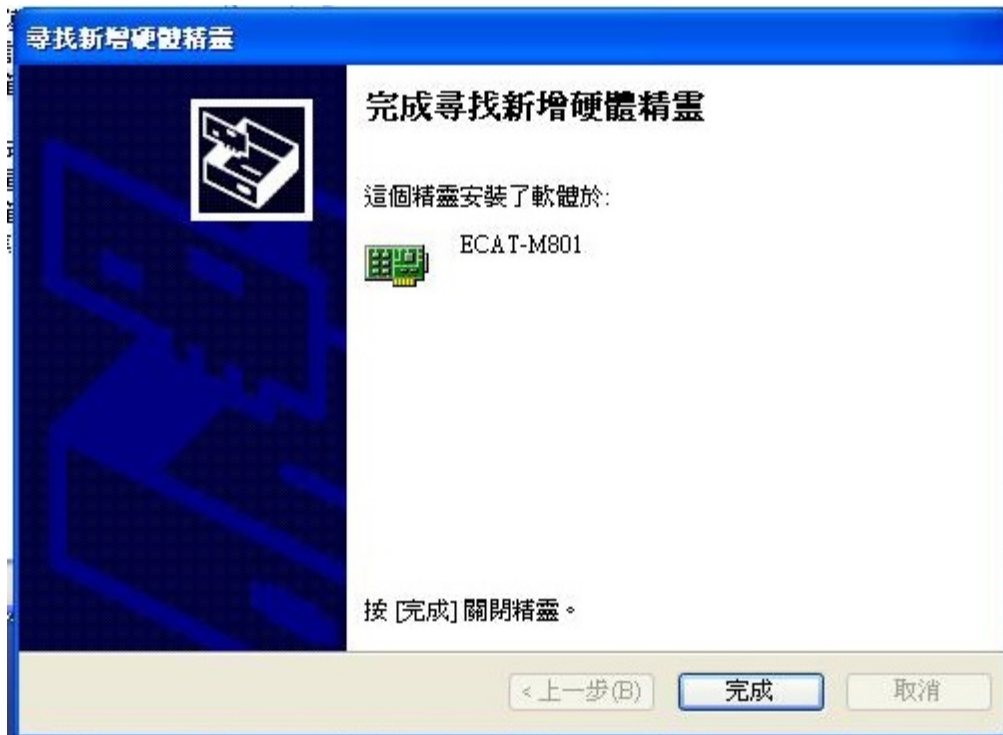 尋找新增硬體精靈
完成尋找新增硬體精靈
這個精靈安裝了軟體於:
ECAT-M801
按 [完成] 關閉精靈。
< 上一步(B)
完成
取消